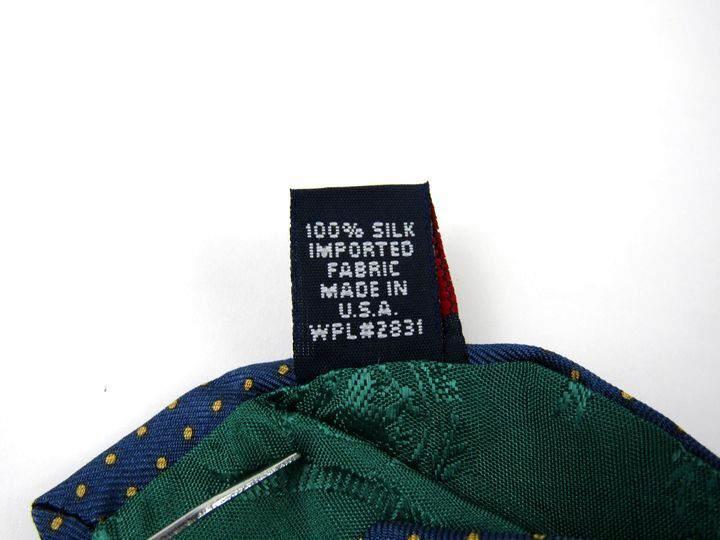 100% SILK
IMPORTED
FABRIC
MADE IN
U.S.A.
WPL#2831